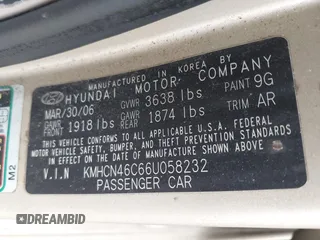 MANUFACTURED IN KOREA BY
HYUNDAI MOTOR COMPANY
MAR/30/06 GVWR 3638 lbs PAINT 9G
GAWR FRONT 1918 lbs GAWR REAR 1874 lbs TRIM AR
THIS VEHICLE CONFORMS TO ALL APPLICABLE U.S.A. FEDERAL
MOTOR VEHICLE SAFETY, BUMPER, AND THEFT PREVENTION
STANDARDS IN EFFECT ON THE DATE OF MANUFACTURE SHOWN ABOVE.
V.I.N KMHCN46C66U058232
PASSENGER CAR
M2
DREAMBID